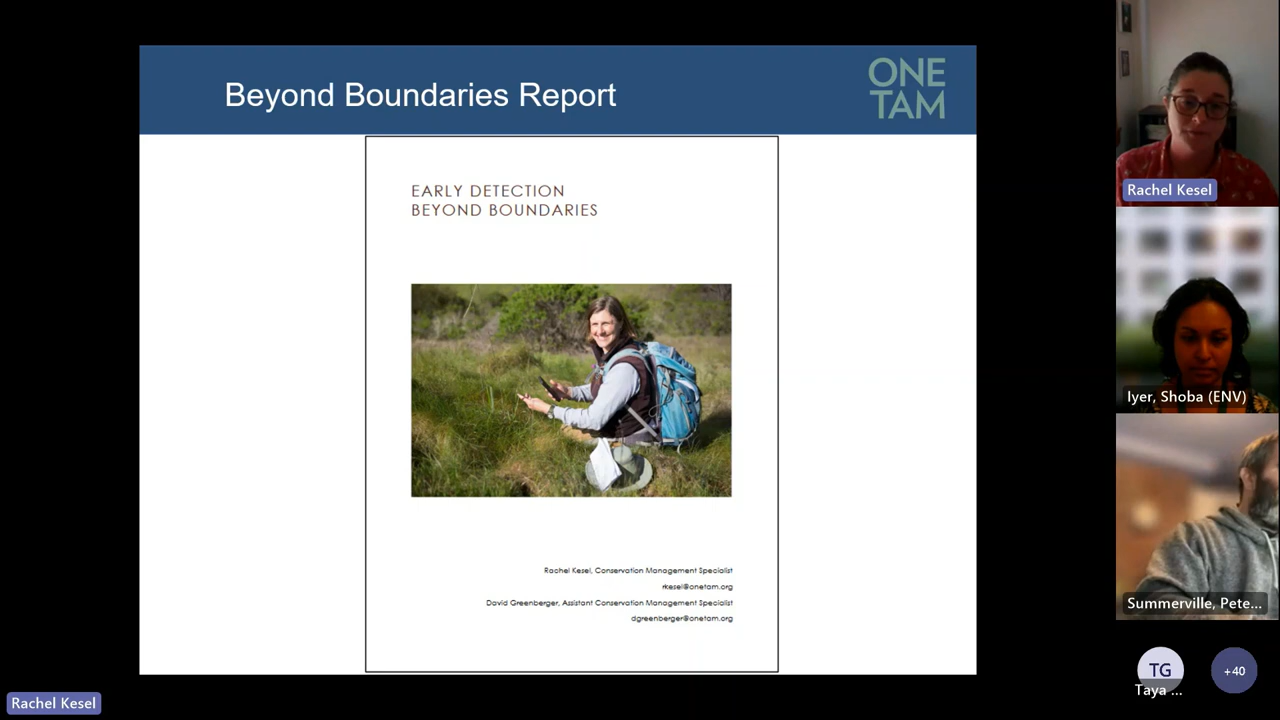 Beyond Boundaries Report
ONE
TAM
EARLY DETECTION
BEYOND BOUNDARIES
Rachel Kesel, Conservation Management Specialist
rkesel@onetam.org
David Greenberger, Assistant Conservation Management Specialist
dgreenberger@onetam.org
Rachel Kesel
Iyer, Shoba (ENV)
Summerville, Pete...
TG
Taya ...
+40
Rachel Kesel